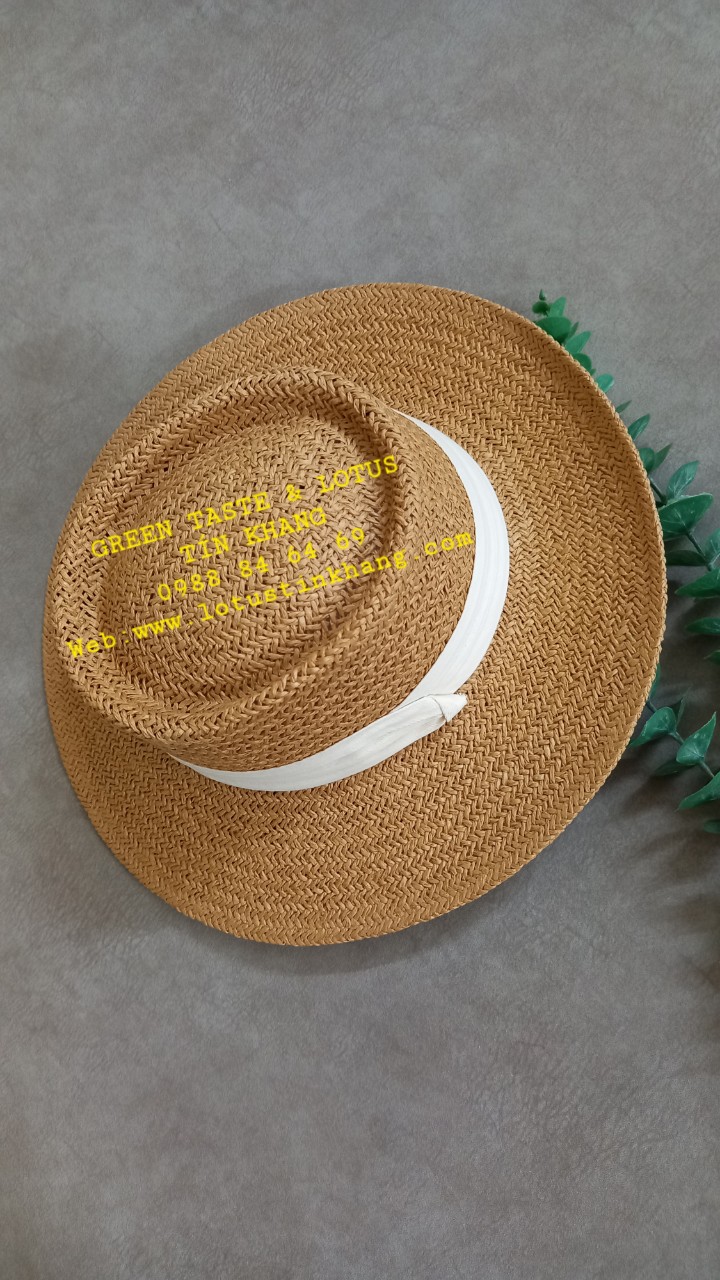 GREEN TASTE & LOTUS
TÍN KHANG
0988 84 64 69
Web:www.lotustinkhang.com